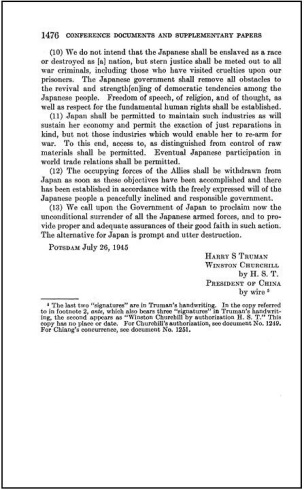 1476 CONFERENCE DOCUMENTS AND SUPPLEMENTARY PAPERS
(10) We do not intend that the Japanese shall be enslaved as a race
or destroyed as [a] nation, but stern justice shall be meted out to all
war criminals, including those who have visited cruelties upon our
prisoners. The Japanese government shall remove all obstacles to
the revival and strength[en]ing of democratic tendencies among the
Japanese people. Freedom of speech, of religion, and of thought, as
well as respect for the fundamental human rights shall be established.
(11) Japan shall be permitted to maintain such industries as will
sustain her economy and permit the exaction of just reparations in
kind, but not those industries which would enable her to re-arm for
war. To this end, access to, as distinguished from control of raw
materials shall be permitted. Eventual Japanese participation in
world trade relations shall be permitted.
(12) The occupying forces of the Allies shall be withdrawn from
Japan as soon as these objectives have been accomplished and there
has been established in accordance with the freely expressed will of the
Japanese people a peacefully inclined and responsible government.
(13) We call upon the Government of Japan to proclaim now the
unconditional surrender of all the Japanese armed forces, and to pro-
vide proper and adequate assurances of their good faith in such action.
The alternative for Japan is prompt and utter destruction.
POTSDAM July 26, 1945
HARRY S TRUMAN
WINSTON CHURCHILL
by H. S. T.
PRESIDENT OF CHINA
by wire
The last two "signatures" are in Truman's handwriting. In the copy referred
to in footnote 2, ante, which also bears three "signatures" in Truman's handwrit-
ing, the second appears as "Winston Churchill by authorization H. S. T." This
copy has no place or date. For Churchill's authorization, see document No. 1249.
For Chiang's concurrence, see document No. 1251.